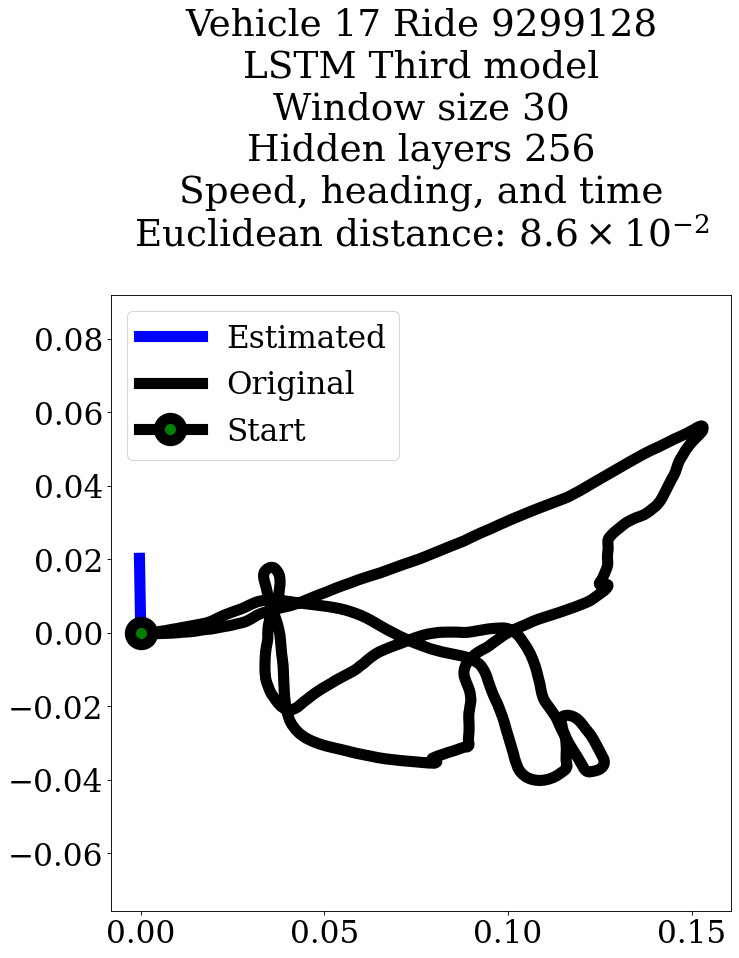 Vehicle 17 Ride 9299128
LSTM Third model
Window size 30
Hidden layers 256
Speed, heading, and time
Euclidean distance: 8.6 × 10⁻²
Estimated
Original
Start
0.08
0.06
0.04
0.02
0.00
−0.02
−0.04
−0.06
0.00 0.05 0.10 0.15